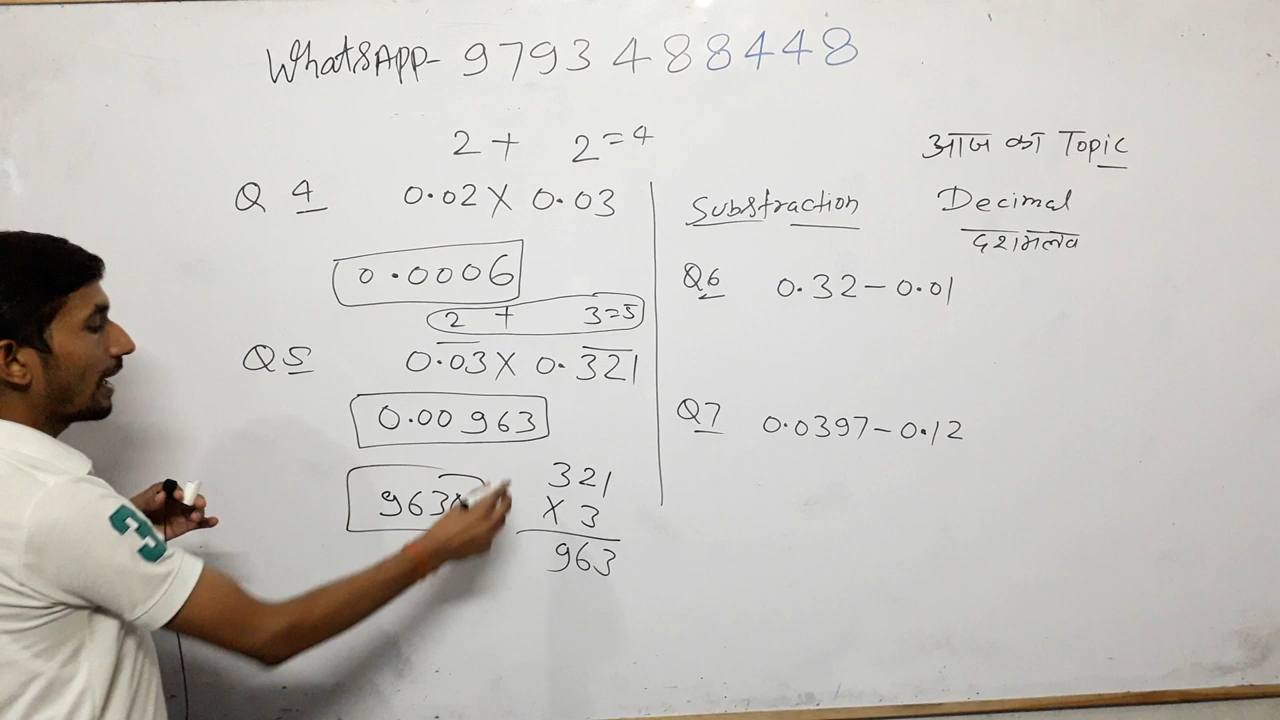 WhatsApp- 9793488448
2 + 2=4
Q 4 0.02 X 0.03
0.0006
2 + 3=5
Q 5 0.03 X 0.321
0.00963
321
X 3
963
963
आज का Topic
Substraction Decimal
दशमलव
Q6 0.32-0.01
Q7 0.0397-0.12
3